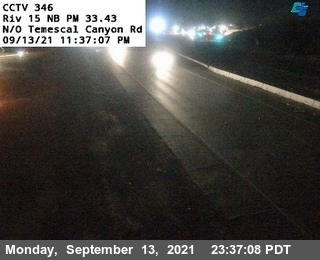 CCTV 346
Riv 15 NB PM 33.43
N/O Temescal Canyon Rd
09/13/21 11:37:07 PM
Monday, September 13, 2021 23:37:08 PDT